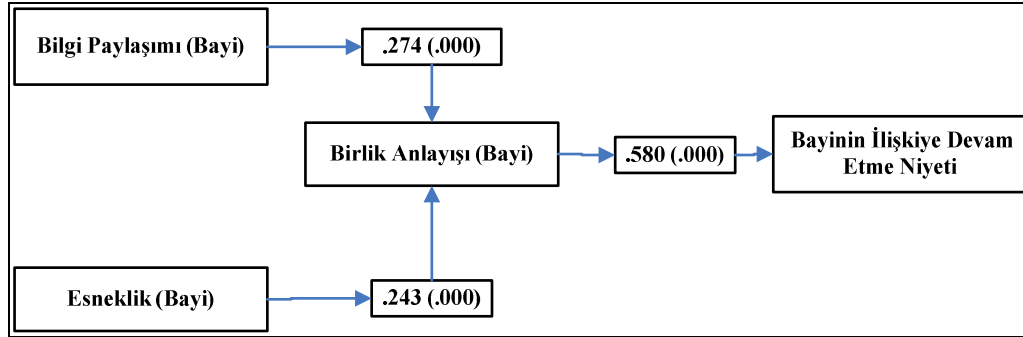 Bilgi Paylaşımı (Bayi)
.274 (.000)
Birlik Anlayışı (Bayi)
.580 (.000)
Bayinin İlişkiye Devam
Etme Niyeti
Esneklik (Bayi)
.243 (.000)